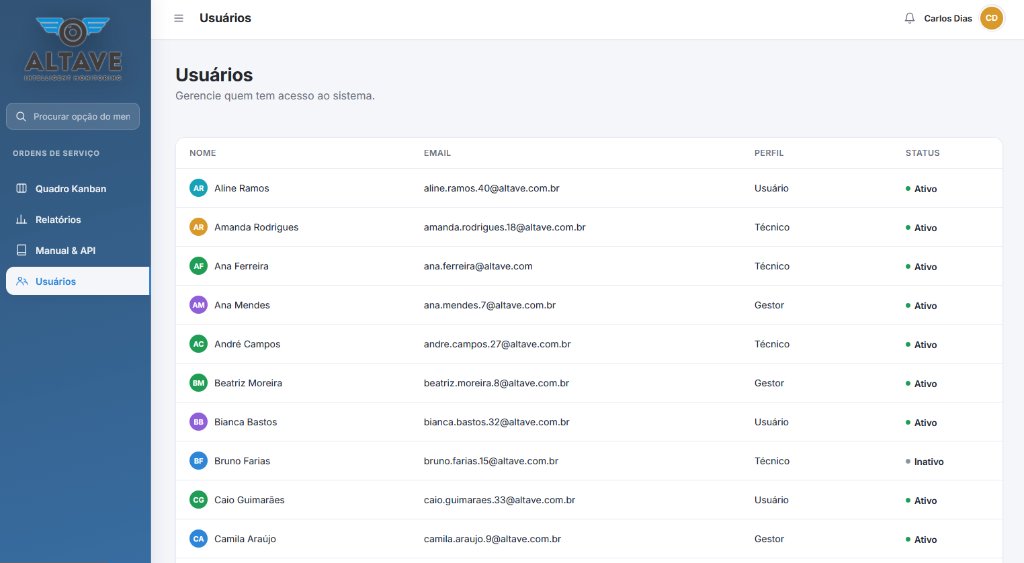 ALTAVE
INTELLIGENT MONITORING
Procurar opção do men
ORDENS DE SERVIÇO
Quadro Kanban
Relatórios
Manual & API
Usuários
Usuários
Carlos Dias
CD
Usuários
Gerencie quem tem acesso ao sistema.
NOME EMAIL PERFIL STATUS
AR Aline Ramos aline.ramos.40@altave.com.br Usuário Ativo
AR Amanda Rodrigues amanda.rodrigues.18@altave.com.br Técnico Ativo
AF Ana Ferreira ana.ferreira@altave.com Técnico Ativo
AM Ana Mendes ana.mendes.7@altave.com.br Gestor Ativo
AC André Campos andre.campos.27@altave.com.br Técnico Ativo
BM Beatriz Moreira beatriz.moreira.8@altave.com.br Gestor Ativo
BB Bianca Bastos bianca.bastos.32@altave.com.br Usuário Ativo
BF Bruno Farias bruno.farias.15@altave.com.br Técnico Inativo
CG Caio Guimarães caio.guimaraes.33@altave.com.br Usuário Ativo
CA Camila Araújo camila.araujo.9@altave.com.br Gestor Ativo